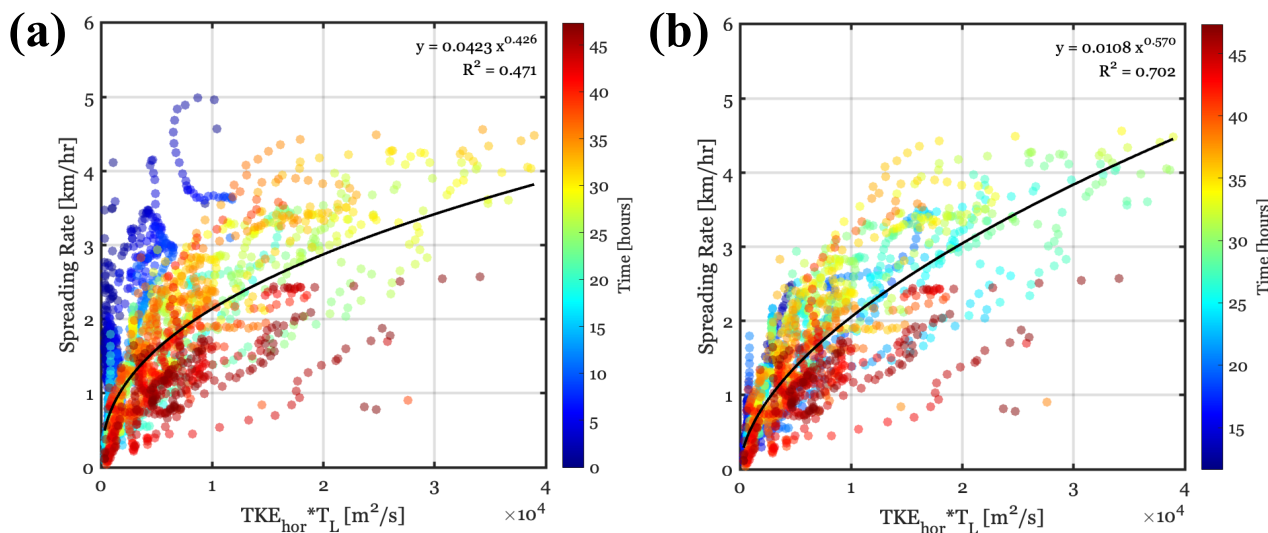 (a)
y = 0.0423 x^0.426
R^2 = 0.471
Spreading Rate [km/hr]
6
5
4
3
2
1
0
0 1 2 3 4
×10^4
TKE_hor*T_L [m^2/s]
45
40
35
30
25
20
15
10
5
0
Time [hours]
(b)
y = 0.0108 x^0.570
R^2 = 0.702
Spreading Rate [km/hr]
6
5
4
3
2
1
0
0 1 2 3 4
×10^4
TKE_hor*T_L [m^2/s]
45
40
35
30
25
20
15
Time [hours]